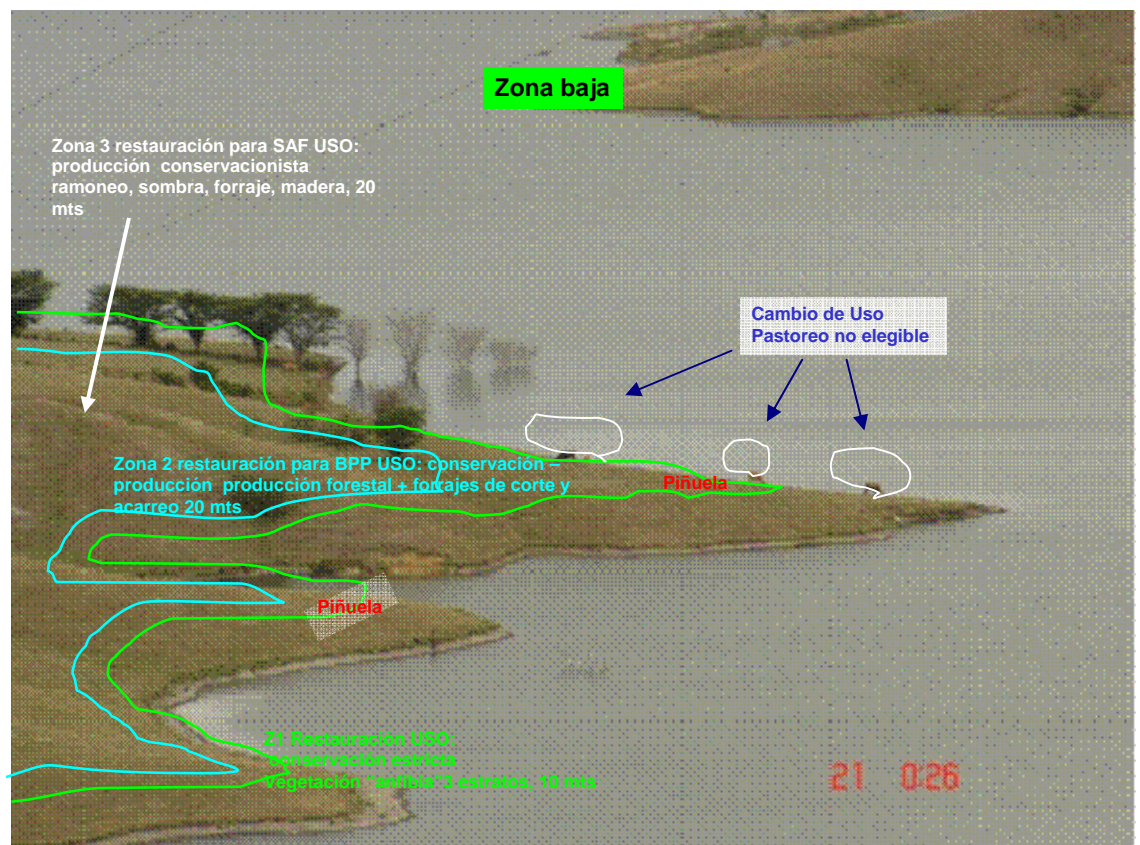 Zona baja
Zona 3 restauración para SAF USO:
producción conservacionista
ramoneo, sombra, forraje, madera, 20
mts
Cambio de Uso
Pastoreo no elegible
Zona 2 restauración para BPP USO: conservación –
producción producción forestal + forrajes de corte y
acarreo 20 mts
Piñuela
Piñuela
Z1 Restauración USO:
conservación estricta
Vegetación "anfibia"3 estratos, 10 mts
21 0:26